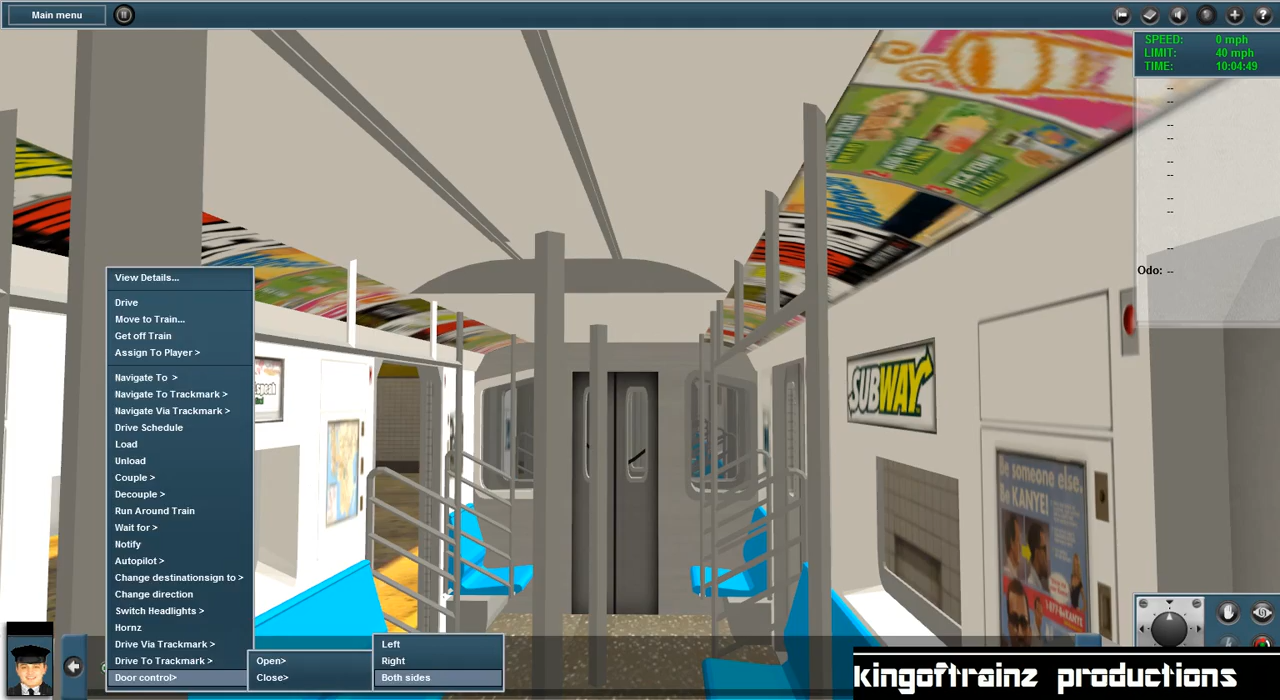 Main menu
SPEED: 0 mph
LIMIT: 40 mph
TIME: 10:04:49
--
--
--
--
--
--
--
--
Odo: --
View Details...
Drive
Move to Train...
Get off Train
Assign To Player >
Navigate To >
Navigate To Trackmark >
Navigate Via Trackmark >
Drive Schedule
Load
Unload
Couple >
Decouple >
Run Around Train
Wait for >
Notify
Autopilot >
Change destinationsign to >
Change direction
Switch Headlights >
Hornz
Drive Via Trackmark >
Drive To Trackmark >
Door control>
Open>
Close>
Left
Right
Both sides
SUBWAY
Be someone else.
Be KANYE!
kingoftrainz productions